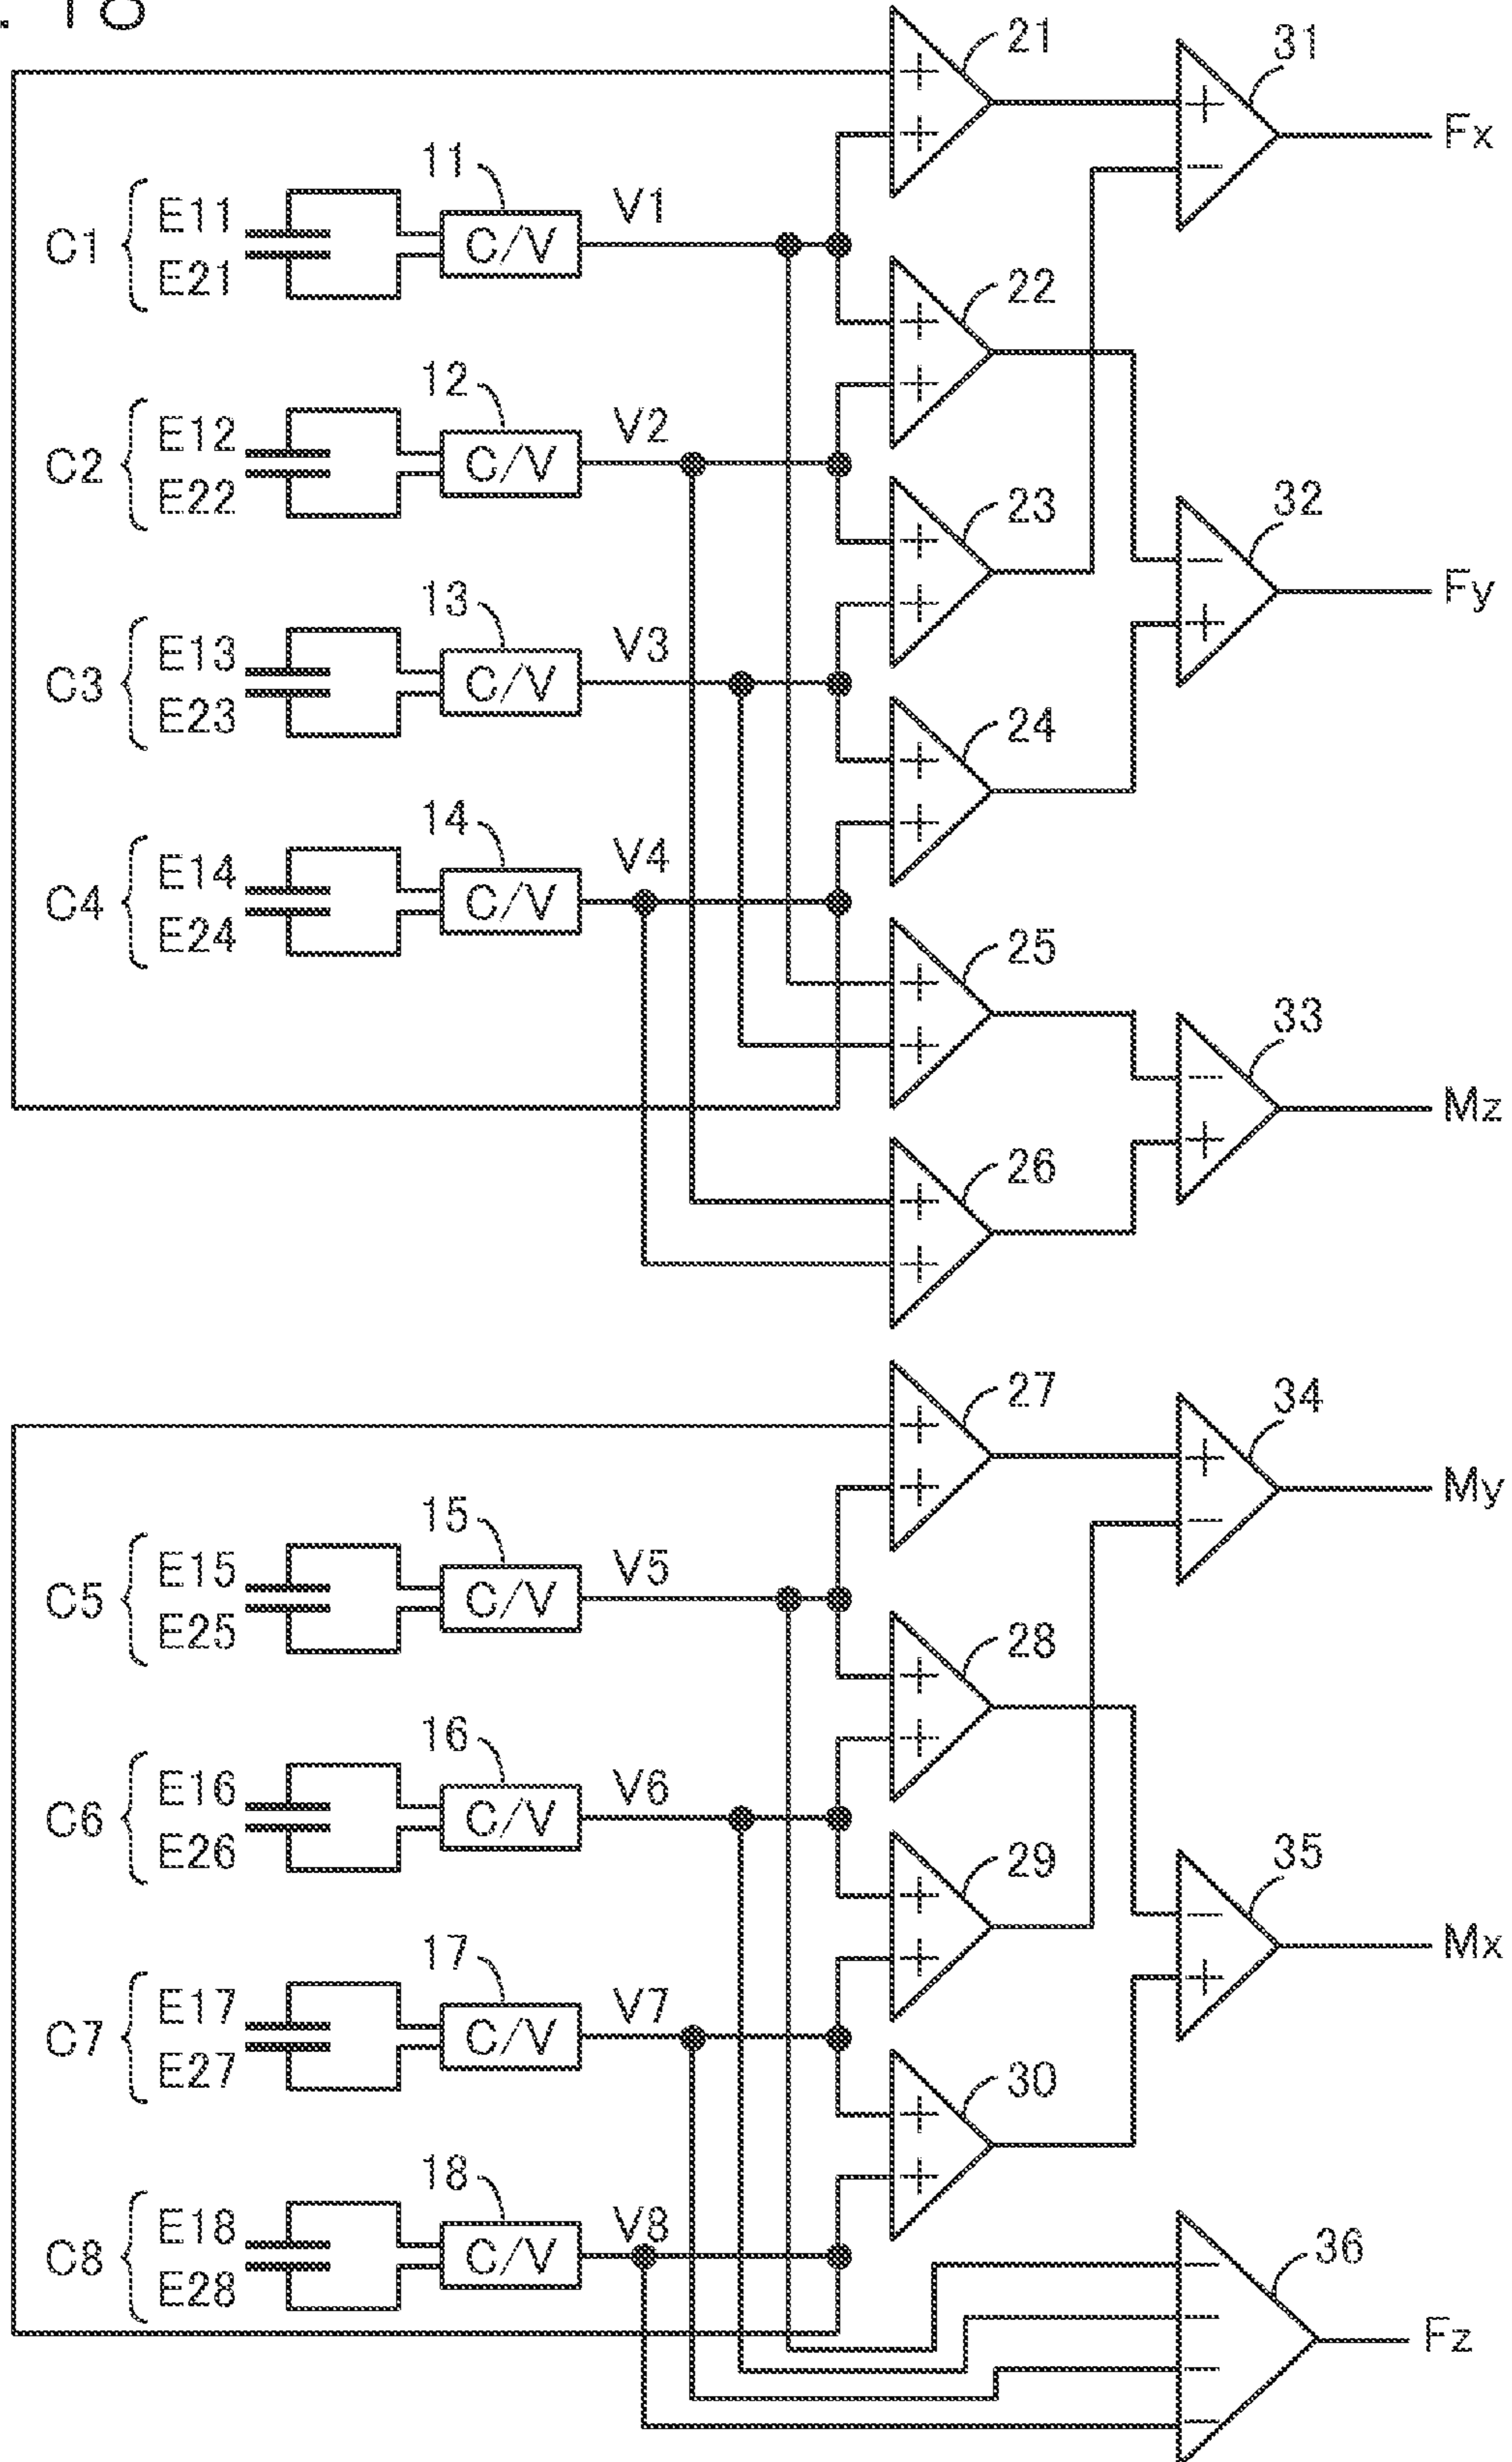 . 18
21
31
+
+
Fx
+
−
11
V1
C1
E11
E21
C/V
22
+
12
V2
+
C2
E12
E22
C/V
23
32
+
−
Fy
13
V3
+
+
C3
E13
E23
C/V
24
+
14
V4
+
C4
E14
E24
C/V
25
+
33
+
−
Mz
+
26
+
+
27
34
+
+
My
+
−
15
V5
C5
E15
E25
C/V
28
+
16
V6
+
C6
E16
E26
C/V
29
35
+
−
Mx
17
V7
+
+
C7
E17
E27
C/V
30
+
18
V8
+
C8
E18
E28
C/V
36
−
−
Fz
−
−